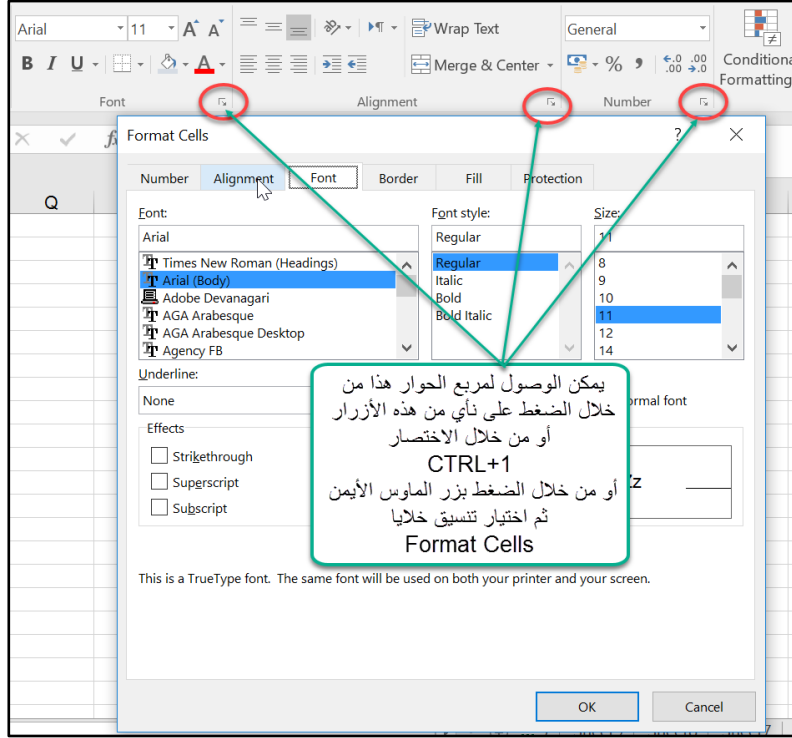 Arial 11 A A Wrap Text General
B I U A Merge & Center % , .0 .00 .00 .0 Conditiona
Formatting
Font Alignment Number
Format Cells ?
Q
Number Alignment Font Border Fill Protection
Font: Font style: Size:
Arial Regular 11
Times New Roman (Headings) Regular 8
Arial (Body) Italic 9
Adobe Devanagari Bold 10
AGA Arabesque Bold Italic 11
AGA Arabesque Desktop 12
Agency FB 14
Underline:
None
Effects
Strikethrough
Superscript
Subscript
يمكن الوصول لمربع الحوار هذا من
خلال الضغط على نأي من هذه الأزرار
أو من خلال الاختصار
CTRL+1
أو من خلال الضغط بزر الماوس الأيمن
ثم اختيار تنسيق خلايا
Format Cells
This is a TrueType font. The same font will be used on both your printer and your screen.
OK Cancel